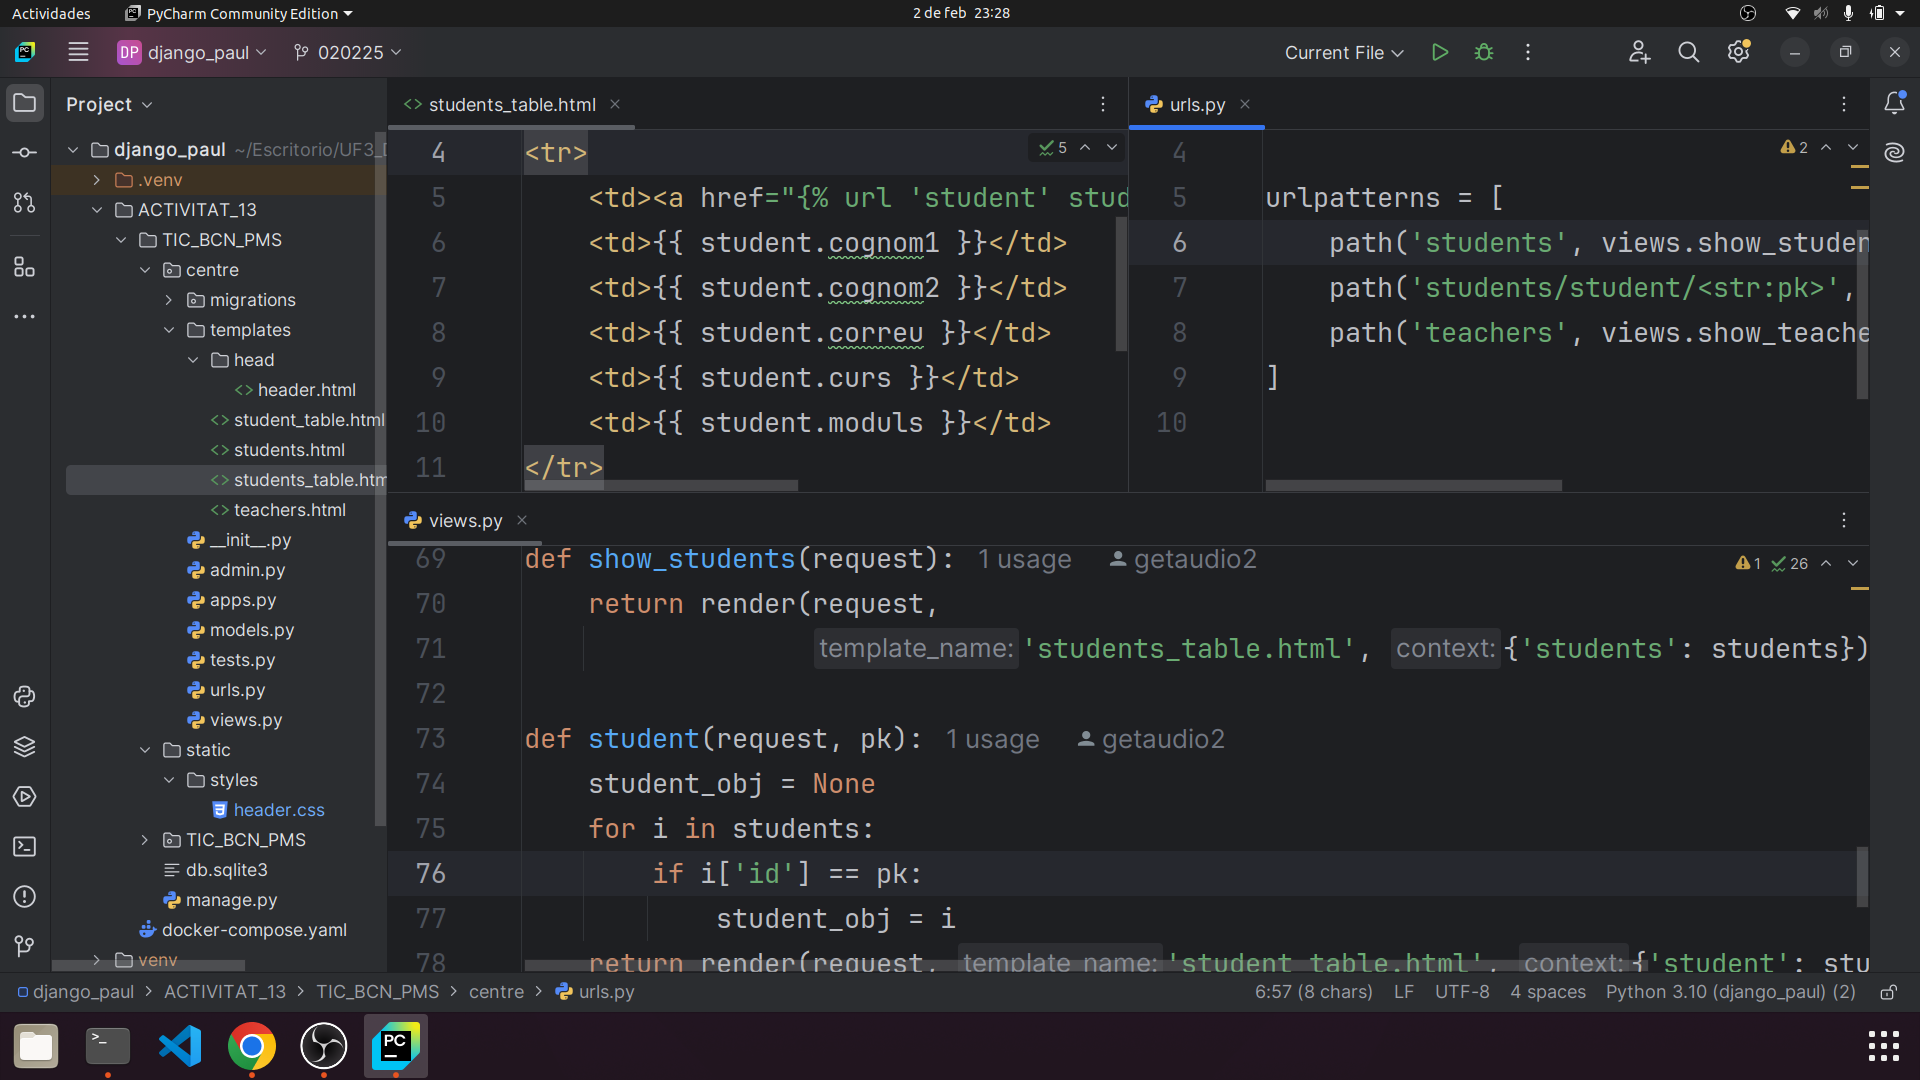 Actividades
PyCharm Community Edition
2 de feb 23:28
DP django_paul
020225
Current File
Project
django_paul ~/Escritorio/UF3_
.venv
ACTIVITAT_13
TIC_BCN_PMS
centre
migrations
templates
head
header.html
student_table.html
students.html
students_table.htm
teachers.html
__init__.py
admin.py
apps.py
models.py
tests.py
urls.py
views.py
static
styles
header.css
TIC_BCN_PMS
db.sqlite3
manage.py
docker-compose.yaml
venv
students_table.html
5
4 <tr>
5 <td><a href="{% url 'student' stud
6 <td>{{ student.cognom1 }}</td>
7 <td>{{ student.cognom2 }}</td>
8 <td>{{ student.correu }}</td>
9 <td>{{ student.curs }}</td>
10 <td>{{ student.moduls }}</td>
11 </tr>
urls.py
2
4
5 urlpatterns = [
6 path('students', views.show_studen
7 path('students/student/<str:pk>',
8 path('teachers', views.show_teache
9 ]
10
views.py
1 26
69 def show_students(request): 1 usage getaudio2
70 return render(request,
71 template_name: 'students_table.html', context: {'students': students})
72
73 def student(request, pk): 1 usage getaudio2
74 student_obj = None
75 for i in students:
76 if i['id'] == pk:
77 student_obj = i
78 return render(request, template_name: 'student_table.html', context: {'student': stu
django_paul > ACTIVITAT_13 > TIC_BCN_PMS > centre > urls.py
6:57 (8 chars) LF UTF-8 4 spaces Python 3.10 (django_paul) (2)
PC